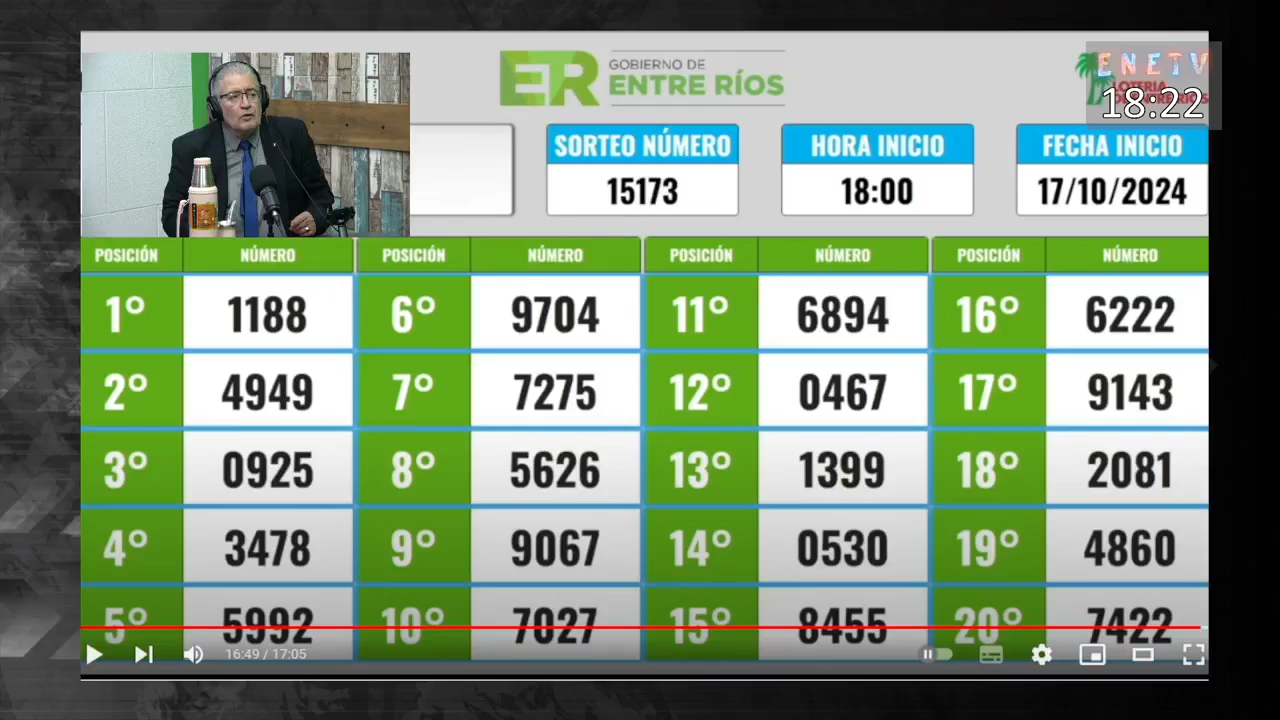 ER GOBIERNO DE
ENTRE RÍOS
ENETV
18:22
SORTEO NÚMERO
15173
HORA INICIO
18:00
FECHA INICIO
17/10/2024
POSICIÓN NÚMERO POSICIÓN NÚMERO POSICIÓN NÚMERO POSICIÓN NÚMERO
1° 1188 6° 9704 11° 6894 16° 6222
2° 4949 7° 7275 12° 0467 17° 9143
3° 0925 8° 5626 13° 1399 18° 2081
4° 3478 9° 9067 14° 0530 19° 4860
5° 5992 10° 7027 15° 8455 20° 7422
16:49 / 17:05